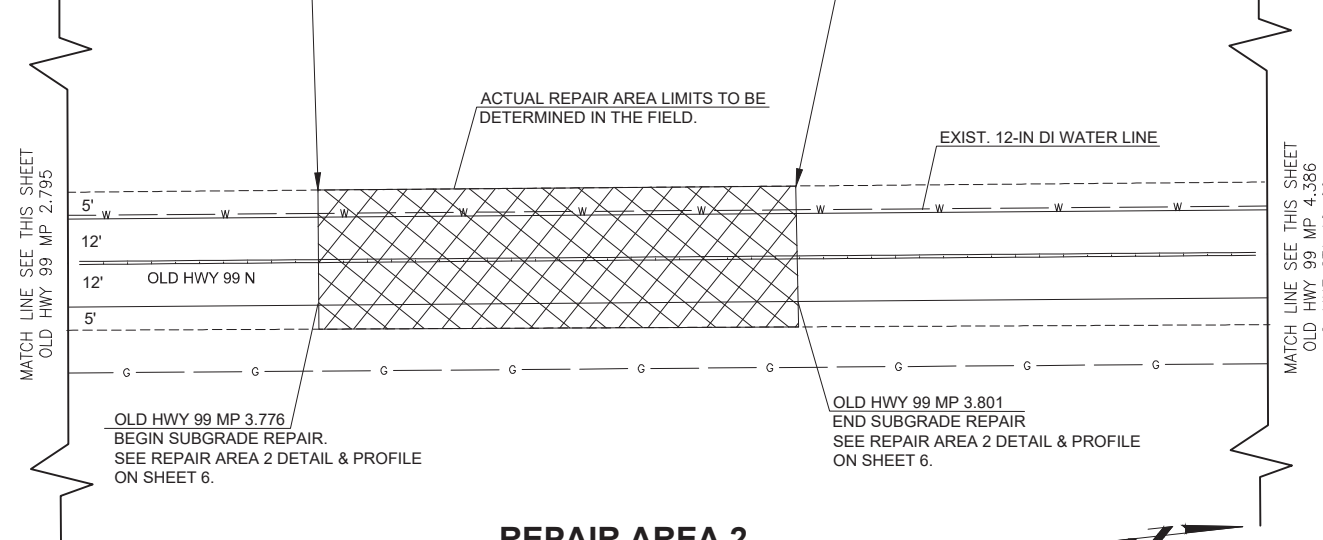 ACTUAL REPAIR AREA LIMITS TO BE
DETERMINED IN THE FIELD.
EXIST. 12-IN DI WATER LINE
MATCH LINE SEE THIS SHEET
OLD HWY 99 MP 2.795
5'
W W W W W W W W W W
12'
12'
OLD HWY 99 N
5'
G G G G G G G G G
MATCH LINE SEE THIS SHEET
OLD HWY 99 MP 4.386
OLD HWY 99 MP 3.776
BEGIN SUBGRADE REPAIR.
SEE REPAIR AREA 2 DETAIL & PROFILE
ON SHEET 6.
OLD HWY 99 MP 3.801
END SUBGRADE REPAIR
SEE REPAIR AREA 2 DETAIL & PROFILE
ON SHEET 6.
REPAIR AREA 2